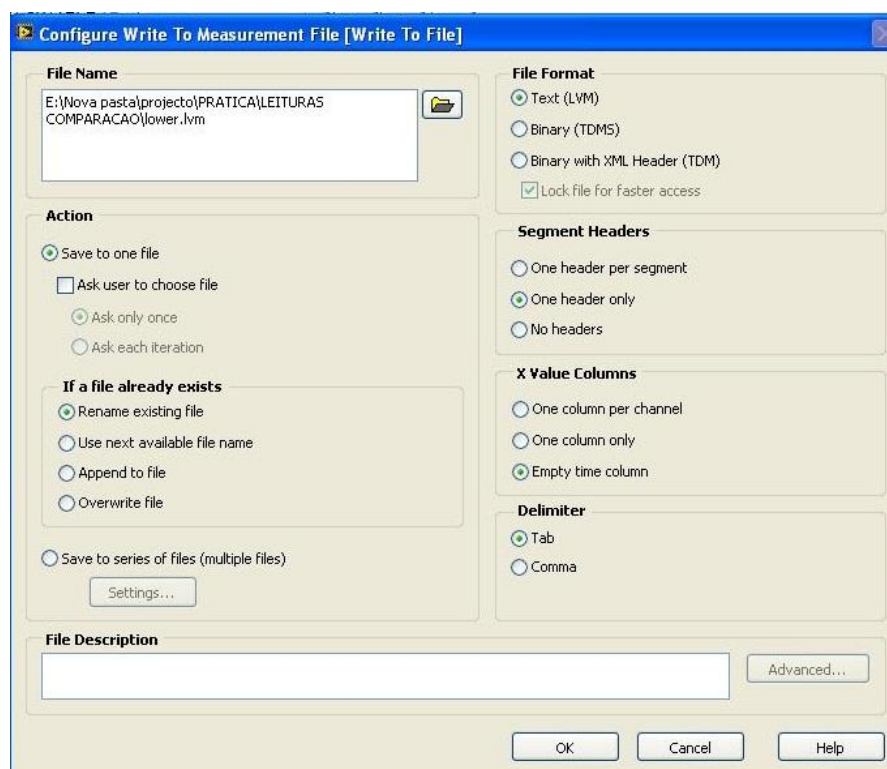 Configure Write To Measurement File [Write To File]
File Name
E:\Nova pasta\projecto\PRATICA\LEITURAS
COMPARACAO\lower.lvm
Action
Save to one file
Ask user to choose file
Ask only once
Ask each iteration
If a file already exists
Rename existing file
Use next available file name
Append to file
Overwrite file
Save to series of files (multiple files)
Settings...
File Format
Text (LVM)
Binary (TDMS)
Binary with XML Header (TDM)
Lock file for faster access
Segment Headers
One header per segment
One header only
No headers
X Value Columns
One column per channel
One column only
Empty time column
Delimiter
Tab
Comma
File Description
Advanced...
OK
Cancel
Help